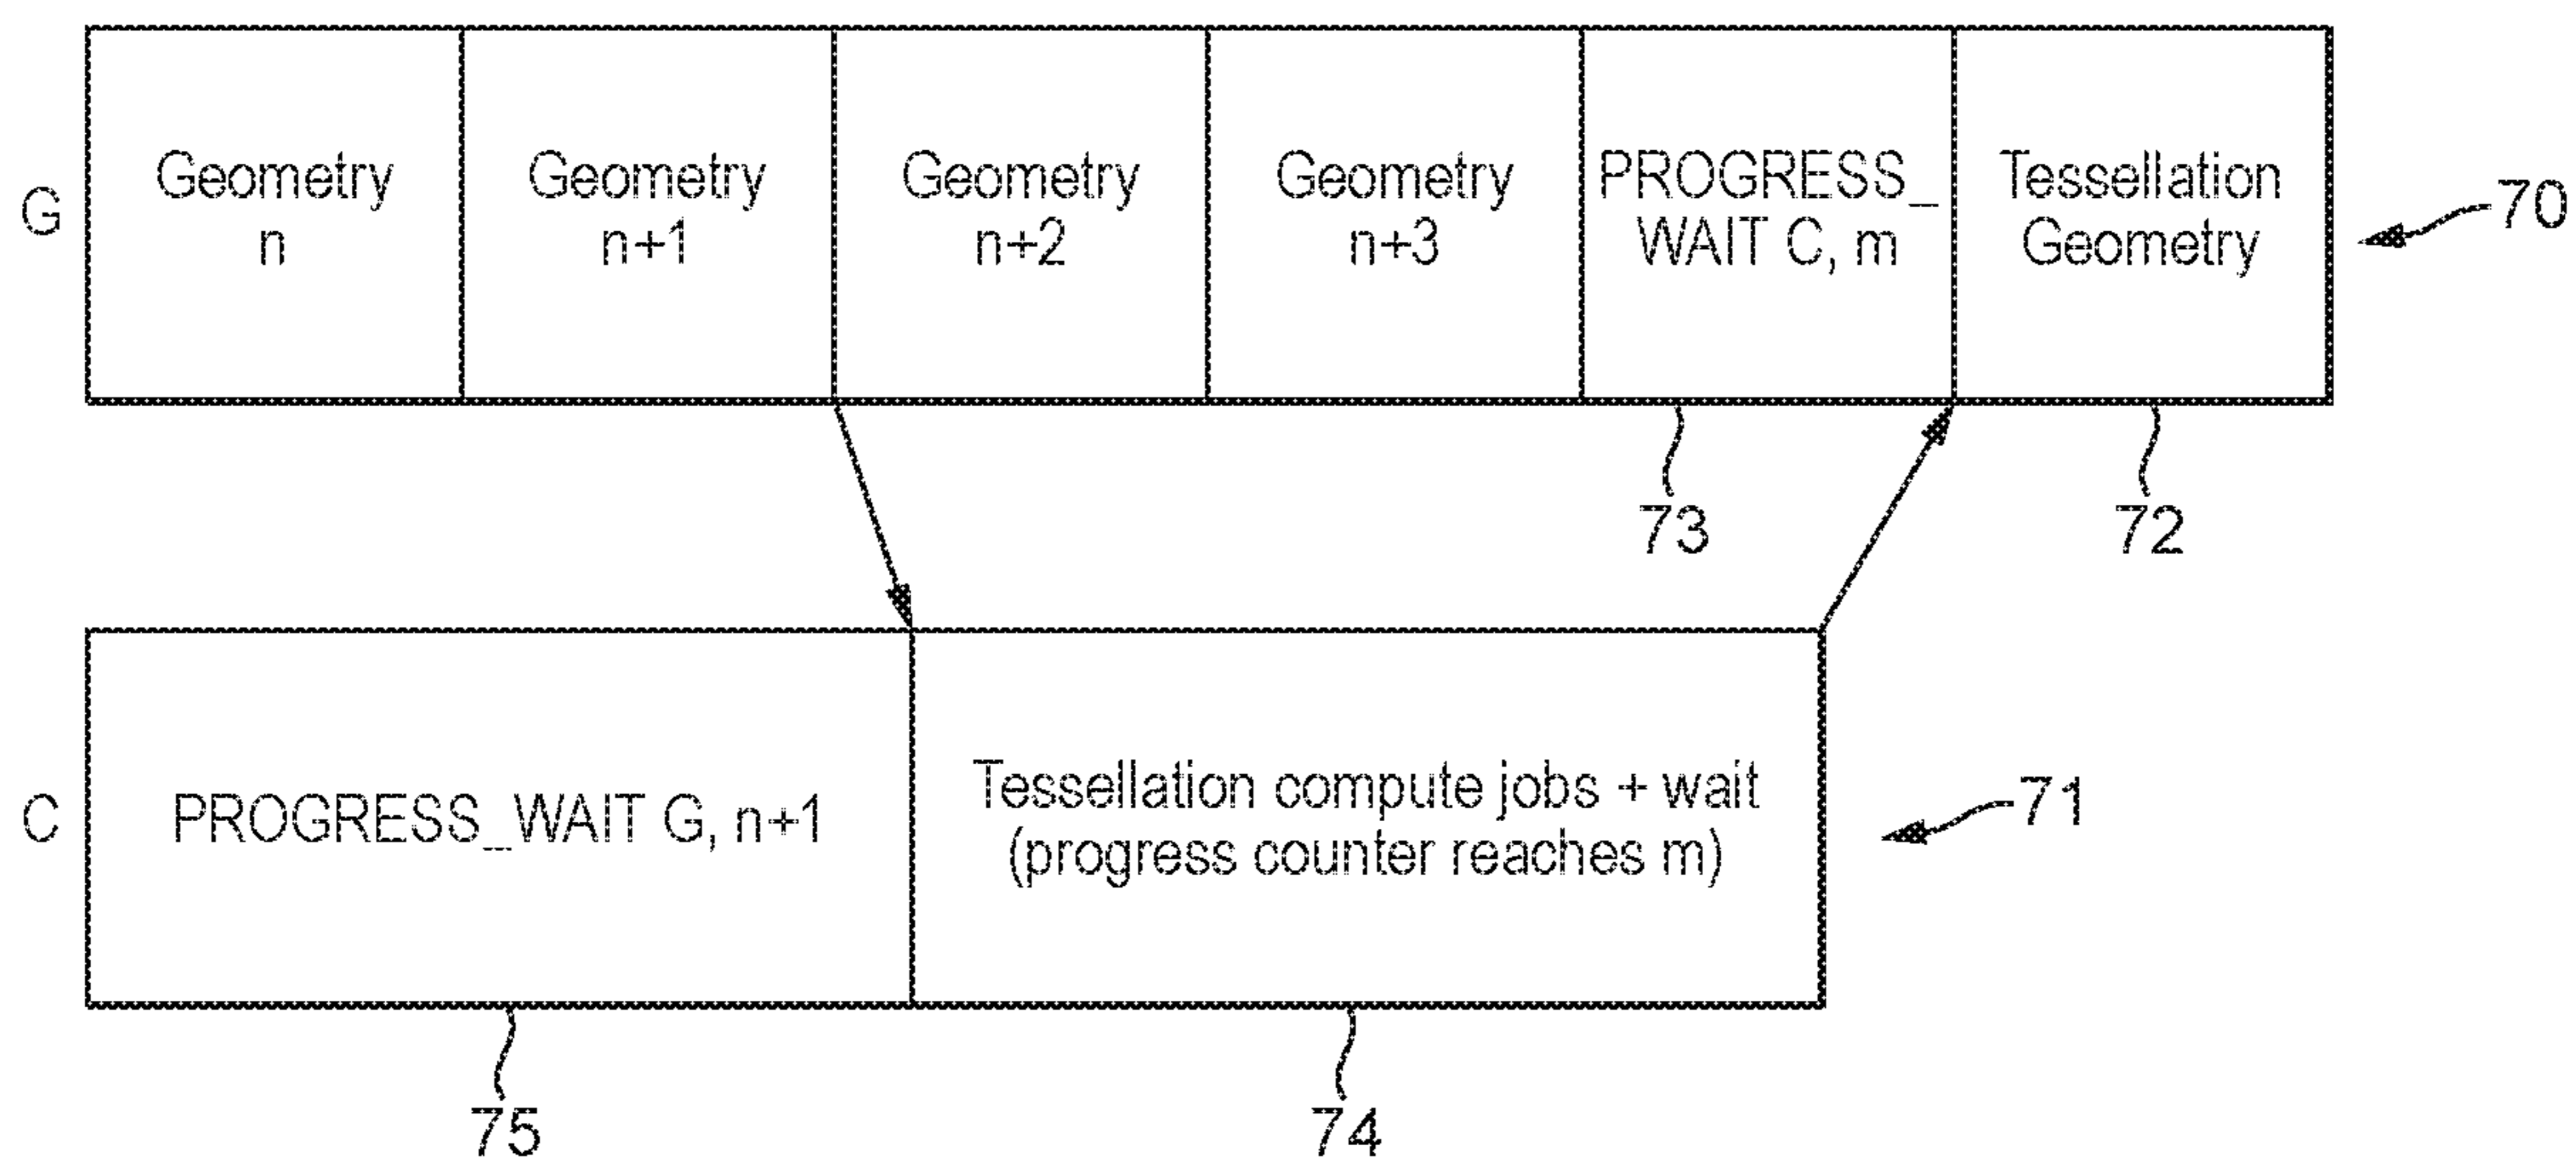 G
Geometry
n
Geometry
n+1
Geometry
n+2
Geometry
n+3
PROGRESS_
WAIT C, m
Tessellation
Geometry
70
73
72
C
PROGRESS_WAIT G, n+1
Tessellation compute jobs + wait
(progress counter reaches m)
71
75
74